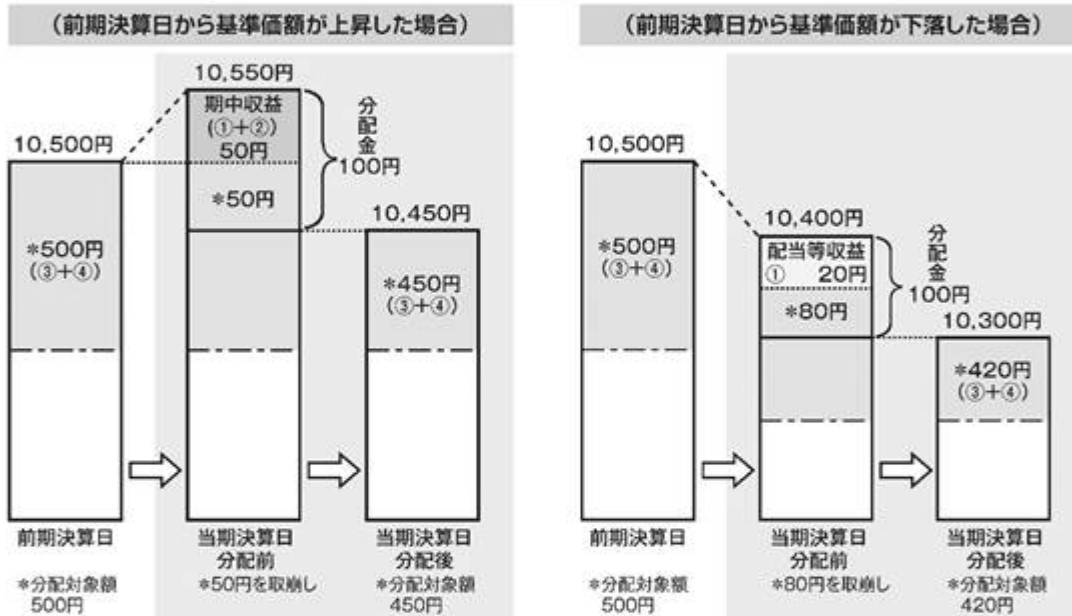 （前期決算日から基準価額が上昇した場合）
10,550円
期中収益
（①＋②）
50円
＊50円
分配金
100円
10,500円
＊500円
（③＋④）
10,450円
＊450円
（③＋④）
前期決算日
当期決算日
分配前
当期決算日
分配後
＊分配対象額
500円
＊50円を取崩し
＊分配対象額
450円
（前期決算日から基準価額が下落した場合）
10,500円
＊500円
（③＋④）
10,400円
配当等収益
① 20円
＊80円
分配金
100円
10,300円
＊420円
（③＋④）
前期決算日
当期決算日
分配前
当期決算日
分配後
＊分配対象額
500円
＊80円を取崩し
＊分配対象額
420円